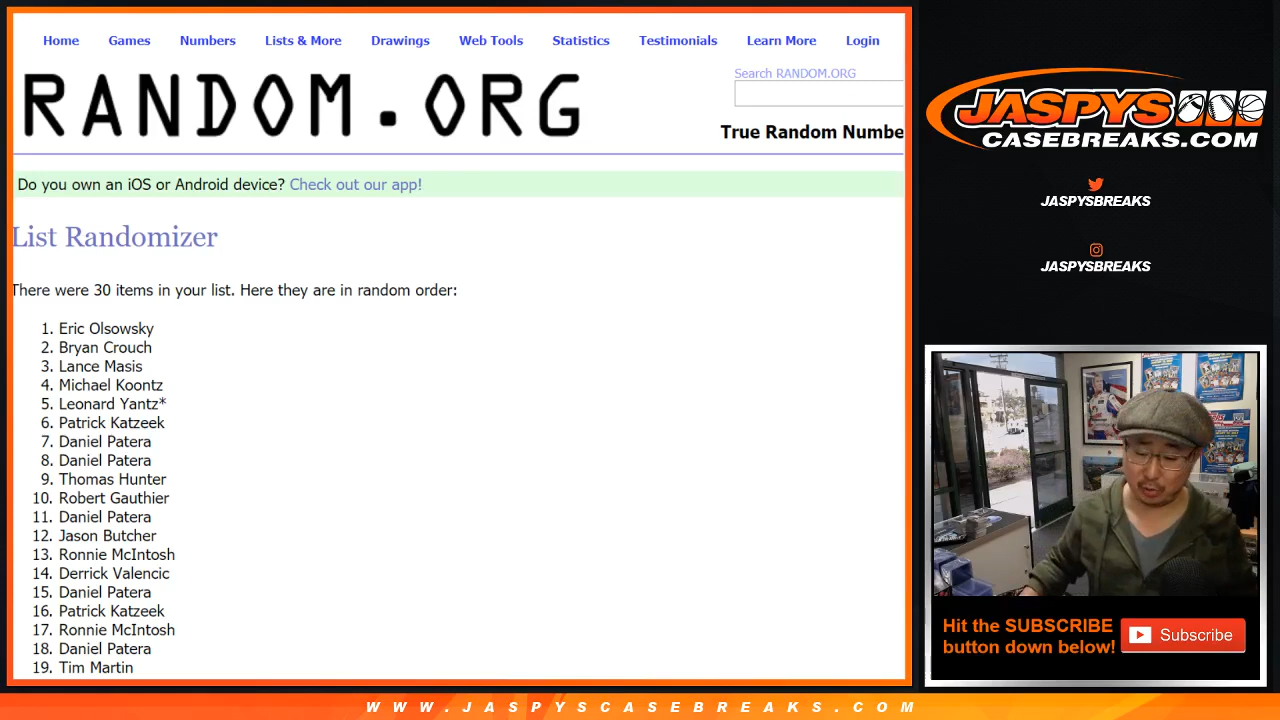 Home Games Numbers Lists & More Drawings Web Tools Statistics Testimonials Learn More Login
RANDOM.ORG
Search RANDOM.ORG
True Random Numbe
Do you own an iOS or Android device? Check out our app!
List Randomizer
There were 30 items in your list. Here they are in random order:
1. Eric Olsowsky
2. Bryan Crouch
3. Lance Masis
4. Michael Koontz
5. Leonard Yantz*
6. Patrick Katzeek
7. Daniel Patera
8. Daniel Patera
9. Thomas Hunter
10. Robert Gauthier
11. Daniel Patera
12. Jason Butcher
13. Ronnie McIntosh
14. Derrick Valencic
15. Daniel Patera
16. Patrick Katzeek
17. Ronnie McIntosh
18. Daniel Patera
19. Tim Martin
JASPYS
CASEBREAKS.COM
JASPYSBREAKS
JASPYSBREAKS
Hit the SUBSCRIBE
button down below!
Subscribe
WWW.JASPYSCASEBREAKS.COM